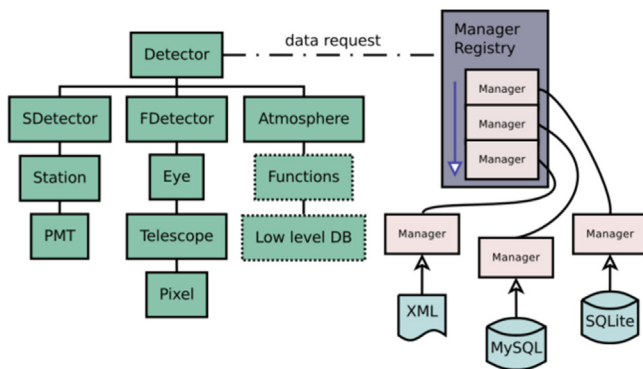 Detector
data request
Manager
Registry
Manager
Manager
Manager
SDetector
FDetector
Atmosphere
Station
Eye
Functions
PMT
Telescope
Low level DB
Pixel
Manager
Manager
Manager
XML
MySQL
SQLite